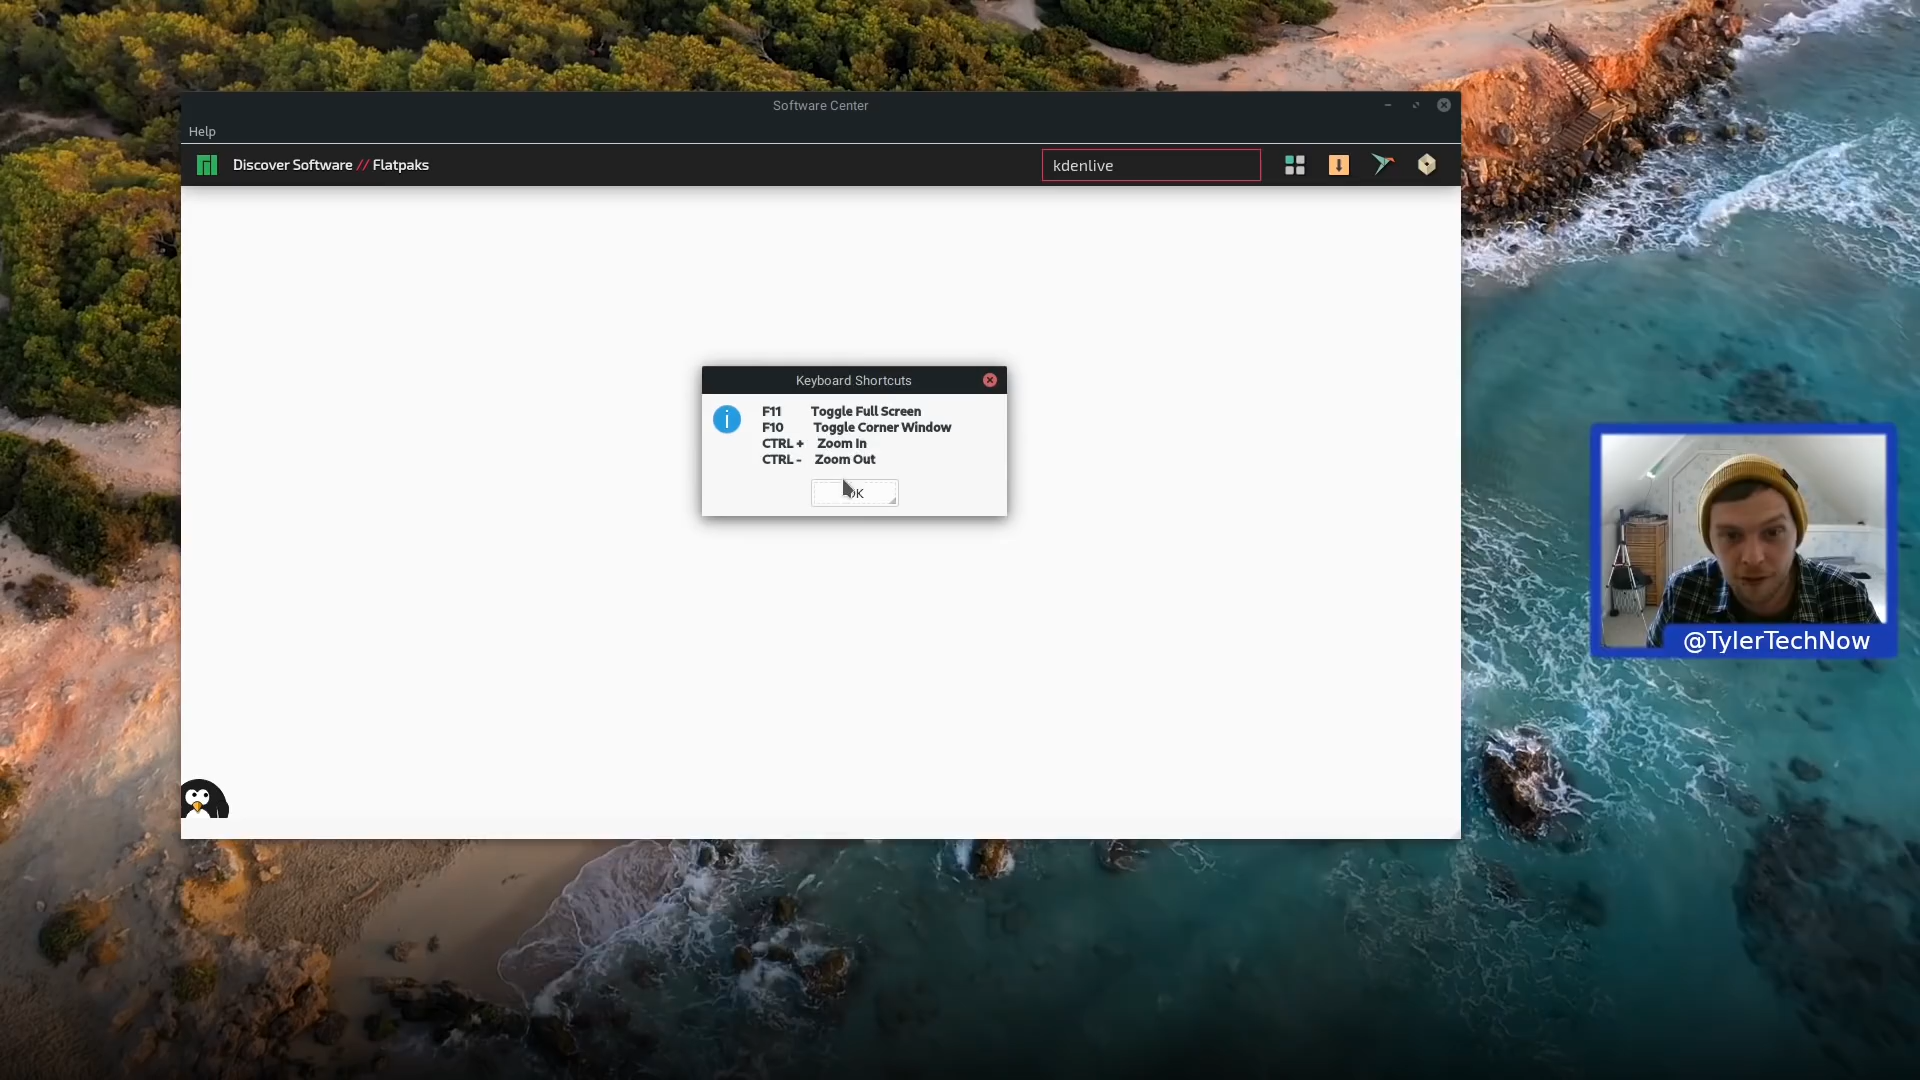 Software Center
Help
Discover Software // Flatpaks
kdenlive
Keyboard Shortcuts
F11 Toggle Full Screen
F10 Toggle Corner Window
CTRL + Zoom In
CTRL - Zoom Out
OK
@TylerTechNow